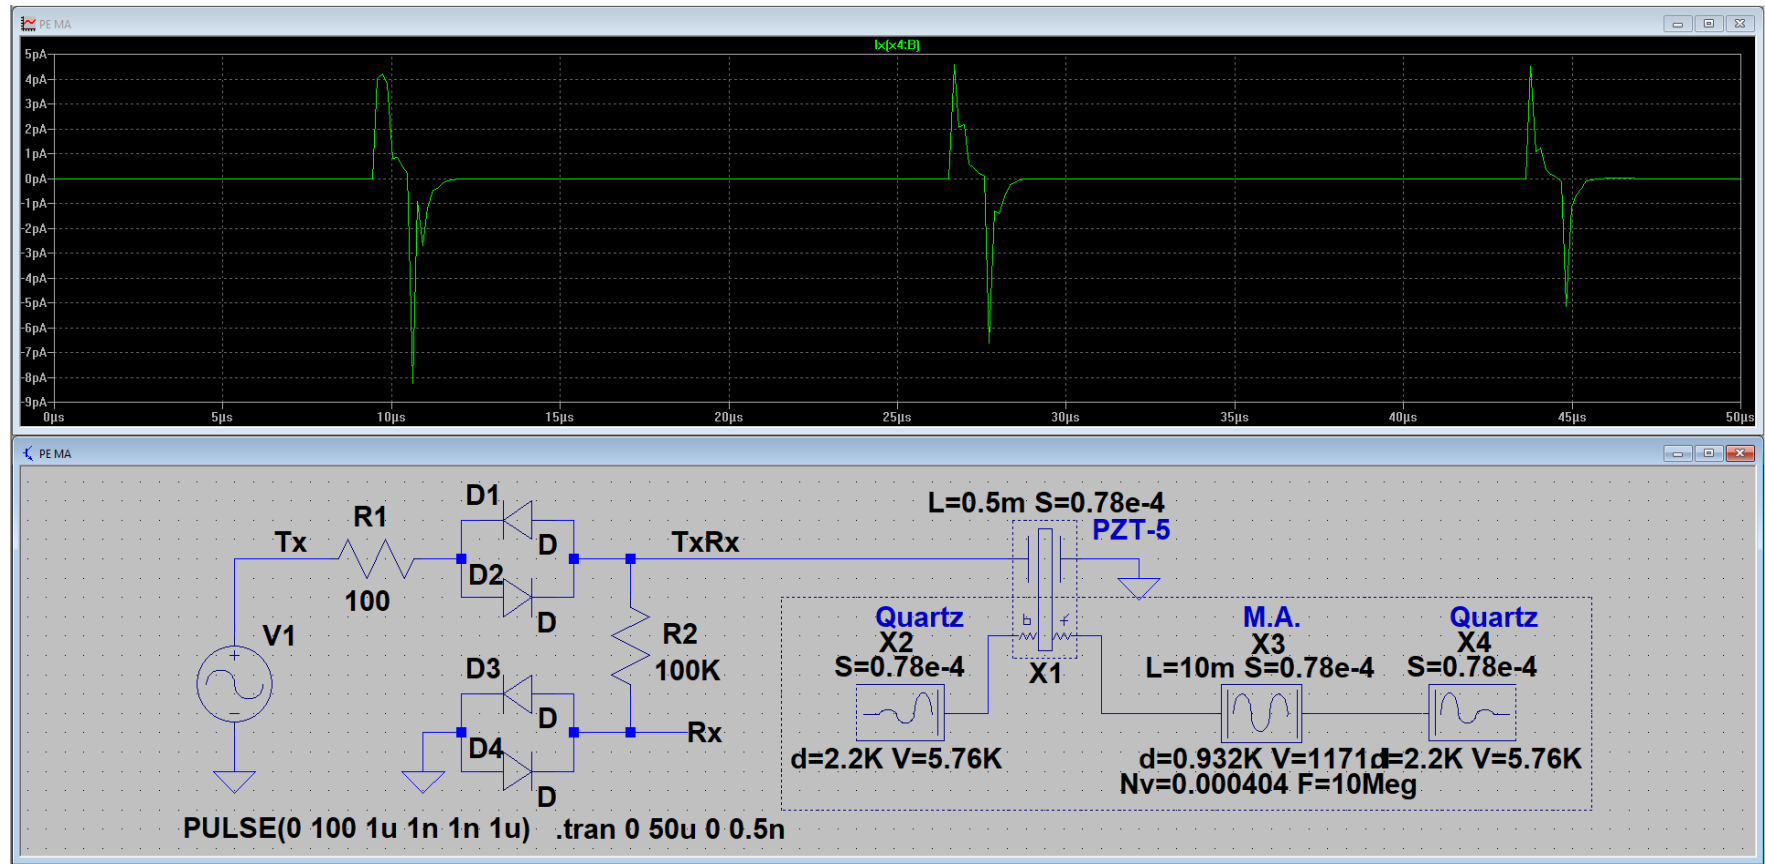 PE MA
Ix(x4:B)
5pA
4pA
3pA
2pA
1pA
0pA
-1pA
-2pA
-3pA
-4pA
-5pA
-6pA
-7pA
-8pA
-9pA
0µs 5µs 10µs 15µs 20µs 25µs 30µs 35µs 40µs 45µs 50µs
PE MA
D1
L=0.5m S=0.78e-4
R1
PZT-5
Tx
D
TxRx
D2
100
Quartz
M.A.
Quartz
b f
D
V1
R2
X2
X3
X4
S=0.78e-4
L=10m S=0.78e-4
S=0.78e-4
D3
100K
X1
D
Rx
D4
d=2.2K V=5.76K
d=0.932K V=1171
d=2.2K V=5.76K
Nv=0.000404 F=10Meg
D
PULSE(0 100 1u 1n 1n 1u)
.tran 0 50u 0 0.5n